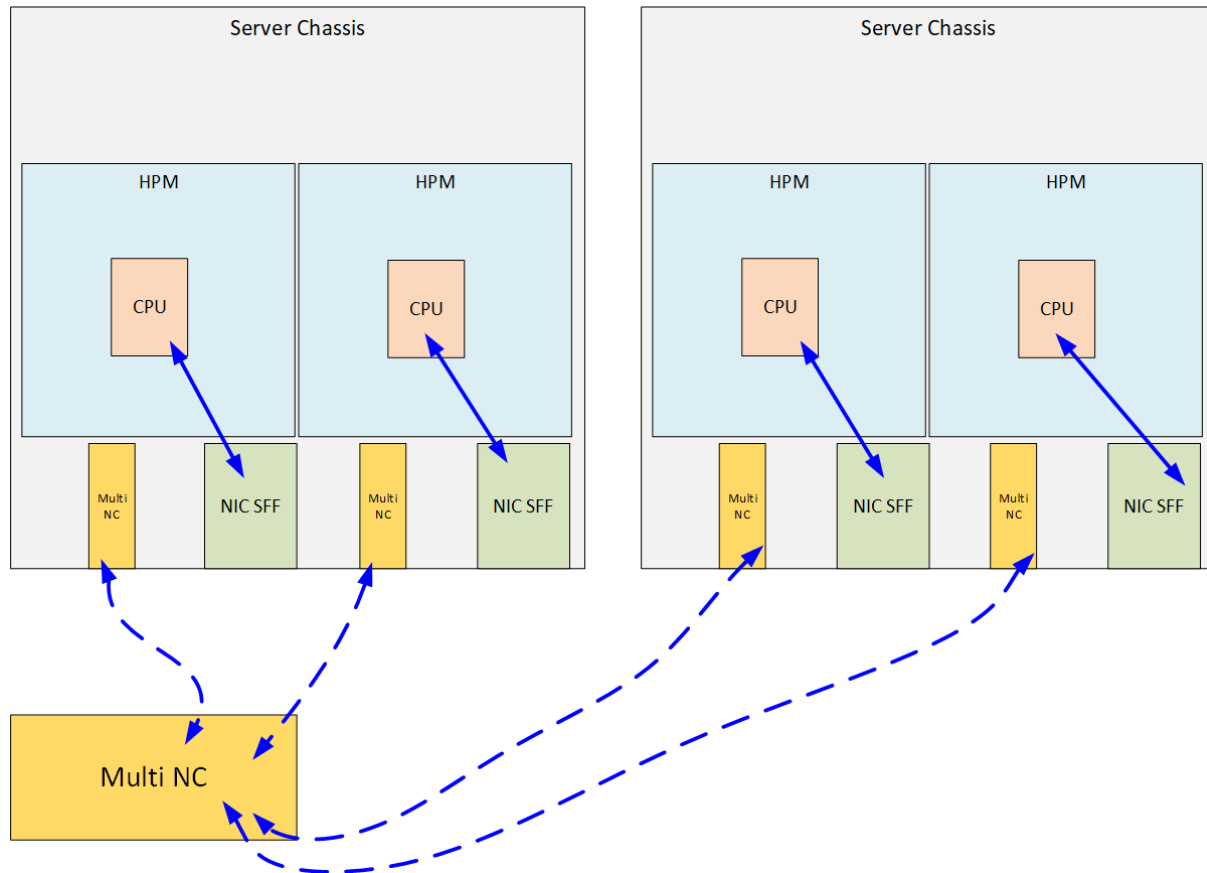 Server Chassis
Server Chassis
HPM
HPM
HPM
HPM
CPU
CPU
CPU
CPU
Multi
NC
NIC SFF
Multi
NC
NIC SFF
Multi
NC
NIC SFF
Multi
NC
NIC SFF
Multi NC